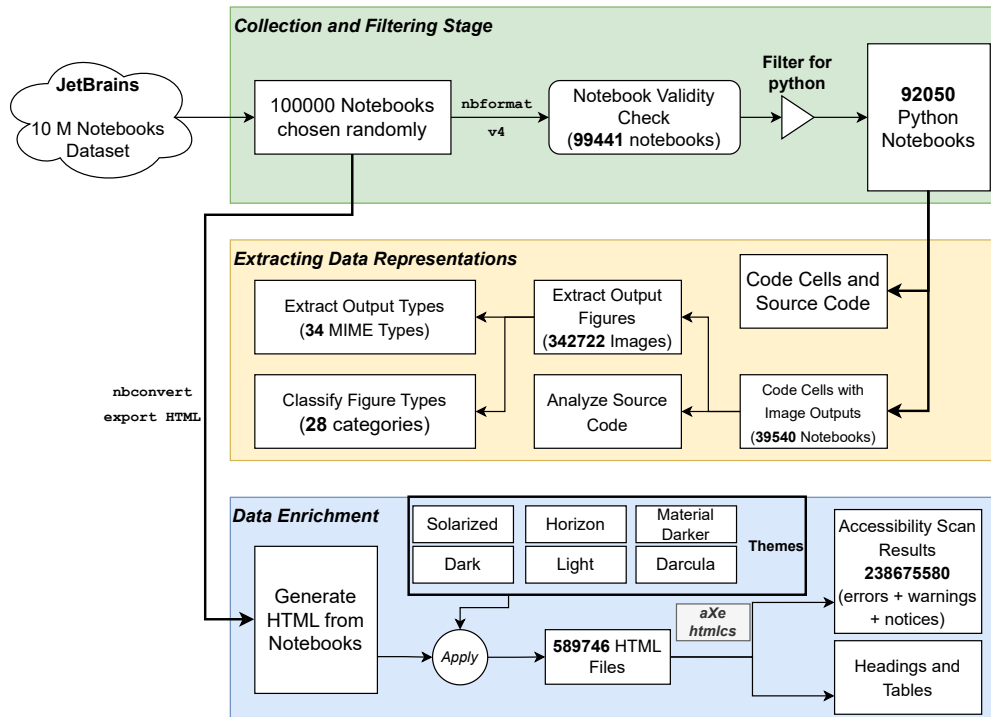 Collection and Filtering Stage
JetBrains
10 M Notebooks
Dataset
100000 Notebooks
chosen randomly
nbformat
v4
Notebook Validity
Check
(99441 notebooks)
Filter for
python
92050
Python
Notebooks
Extracting Data Representations
Extract Output Types
(34 MIME Types)
Extract Output
Figures
(342722 Images)
Code Cells and
Source Code
Classify Figure Types
(28 categories)
Analyze Source
Code
Code Cells with
Image Outputs
(39540 Notebooks)
nbconvert
export HTML
Data Enrichment
Solarized
Horizon
Material
Darker
Dark
Light
Darcula
Themes
Generate
HTML from
Notebooks
Apply
589746 HTML
Files
aXe
htmlcs
Accessibility Scan
Results
238675580
(errors + warnings
+ notices)
Headings and
Tables